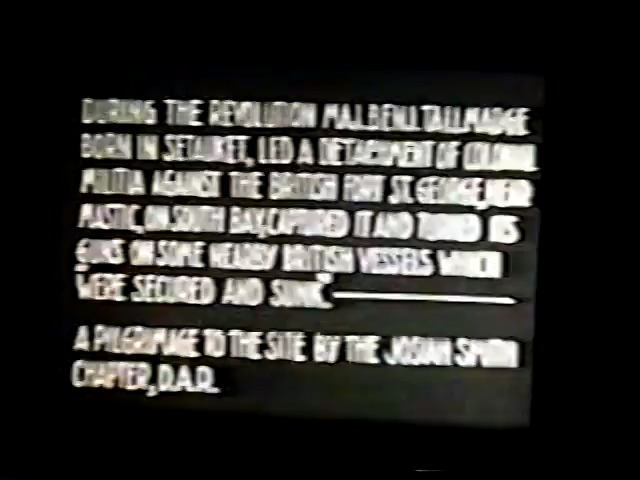 DURING THE REVOLUTION MAJ. BENJ. TALLMADGE
BORN IN SETAUKET, LED A DETACHMENT OF COLONIAL
MILITIA AGAINST THE BRITISH FORT ST. GEORGE, NEAR
MASTIC, ON SOUTH BAY, CAPTURED IT AND TURNED ITS
GUNS ON SOME NEARBY BRITISH VESSELS WHICH
WERE SECURED AND SUNK.
A PILGRIMAGE TO THE SITE BY THE JOSIAH SMITH
CHAPTER, D.A.R.